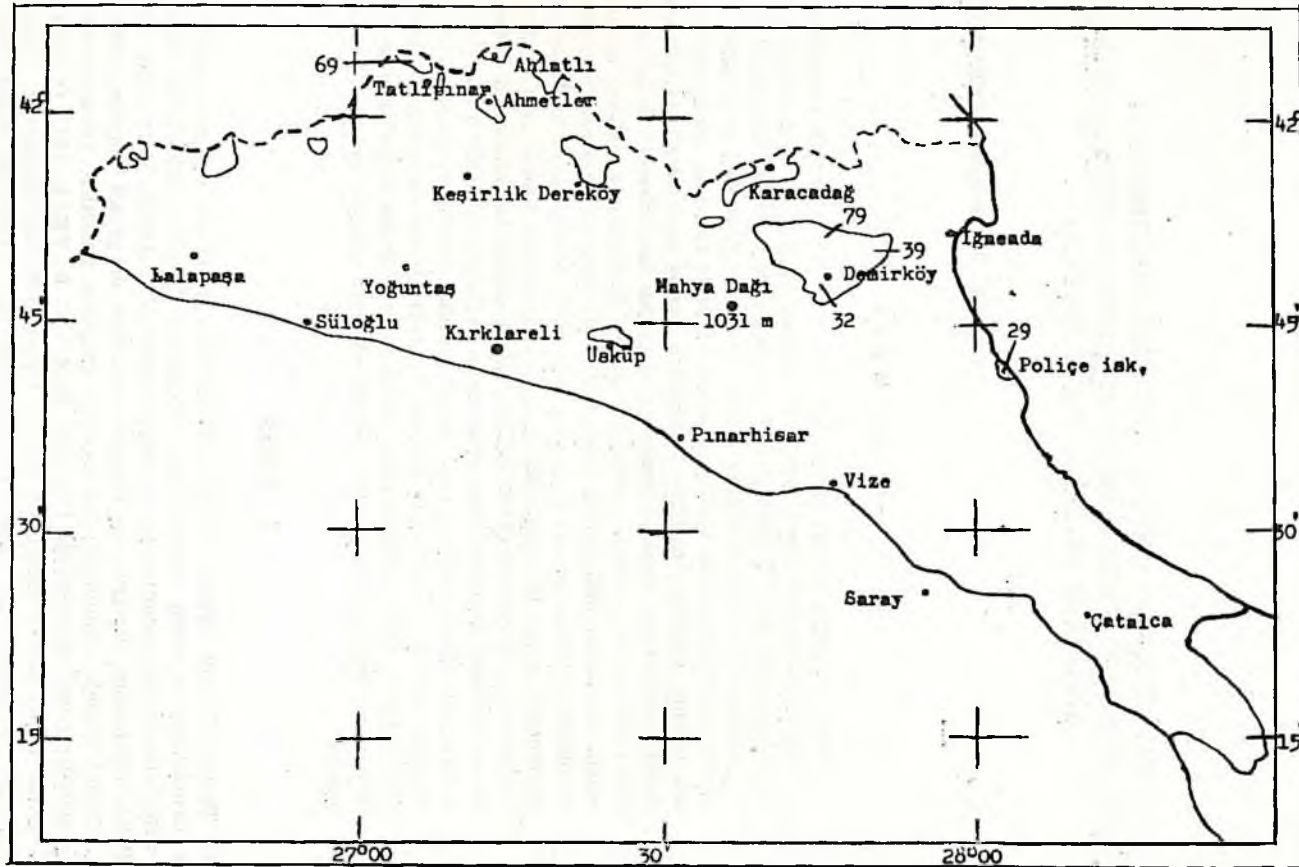 69
Ahlatlı
Tatlıpınar
Ahmetler
42°
42°
Keşirlik Dereköy
Karacadağ
79
39
İğneada
Lalapaşa
Yoğuntaş
Mahya Dağı
Demirköy
45'
Süloğlu
1031 m
32
45'
Kırklareli
Usküp
29
Poliçe isk.
Pınarhisar
Vize
30'
30'
Saray
Çatalca
15'
15'
27°00
30'
28°00